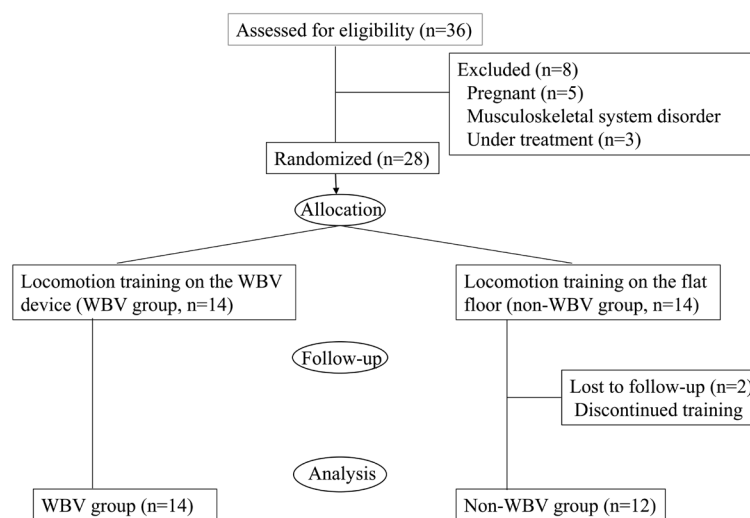 Assessed for eligibility (n=36)
Excluded (n=8)
Pregnant (n=5)
Musculoskeletal system disorder
Under treatment (n=3)
Randomized (n=28)
Allocation
Locomotion training on the WBV
device (WBV group, n=14)
Locomotion training on the flat
floor (non-WBV group, n=14)
Follow-up
Lost to follow-up (n=2)
Discontinued training
Analysis
WBV group (n=14)
Non-WBV group (n=12)